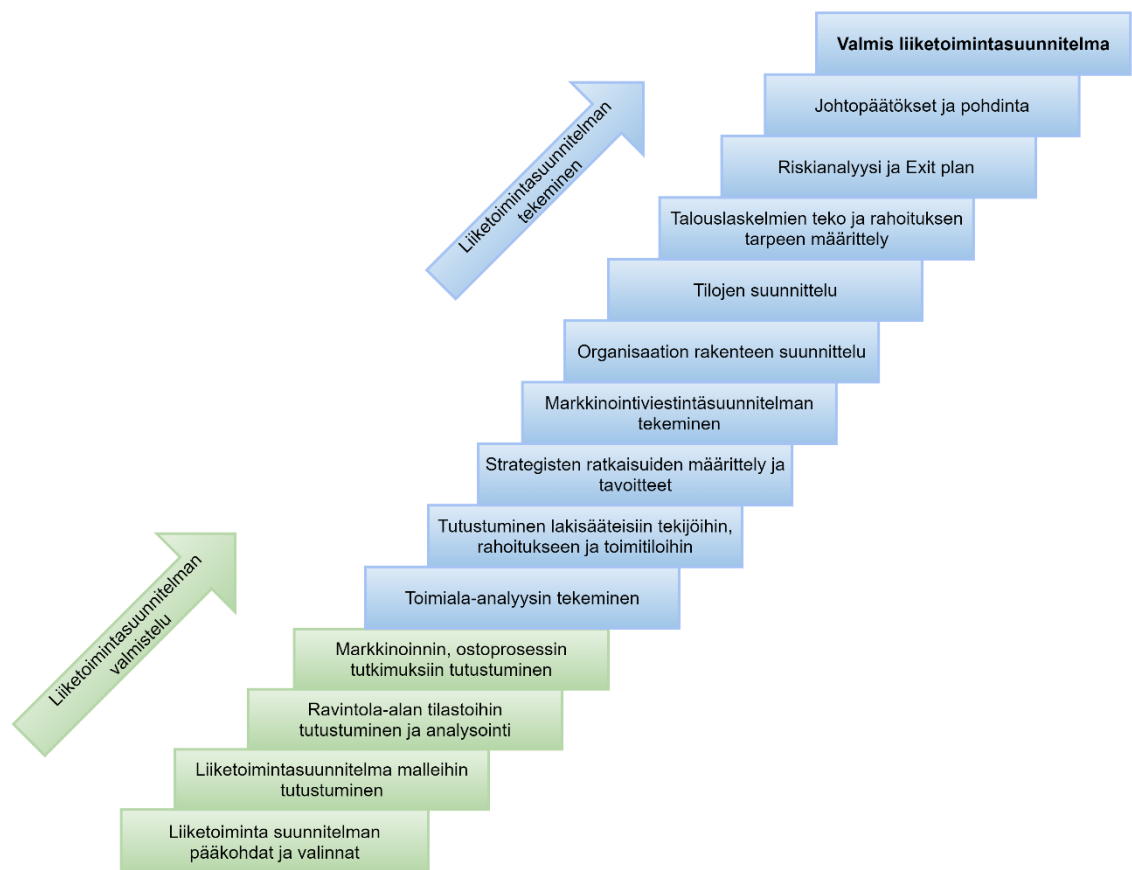 Valmis liiketoimintasuunnitelma
Johtopäätökset ja pohdinta
Riskianalyysi ja Exit plan
Talouslaskelmien teko ja rahoituksen
tarpeen määrittely
Tilojen suunnittelu
Organisaation rakenteen suunnittelu
Markkinointiviestintäsuunnitelman
tekeminen
Strategisten ratkaisuiden määrittely ja
tavoitteet
Tutustuminen lakisääteisiin tekijöihin,
rahoitukseen ja toimitiloihin
Toimiala-analyysin tekeminen
Markkinoinnin, ostoprosessin
tutkimuksiin tutustuminen
Ravintola-alan tilastoihin
tutustuminen ja analysointi
Liiketoimintasuunnitelma malleihin
tutustuminen
Liiketoiminta suunnitelman
pääkohdat ja valinnat
Liiketoimintasuunnitelman
tekeminen
Liiketoimintasuunnitelman
valmistelu